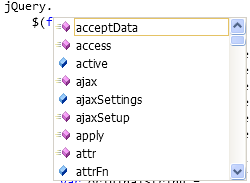 jQuery.
$(f
acceptData
access
active
ajax
ajaxSettings
ajaxSetup
apply
attr
attrFn